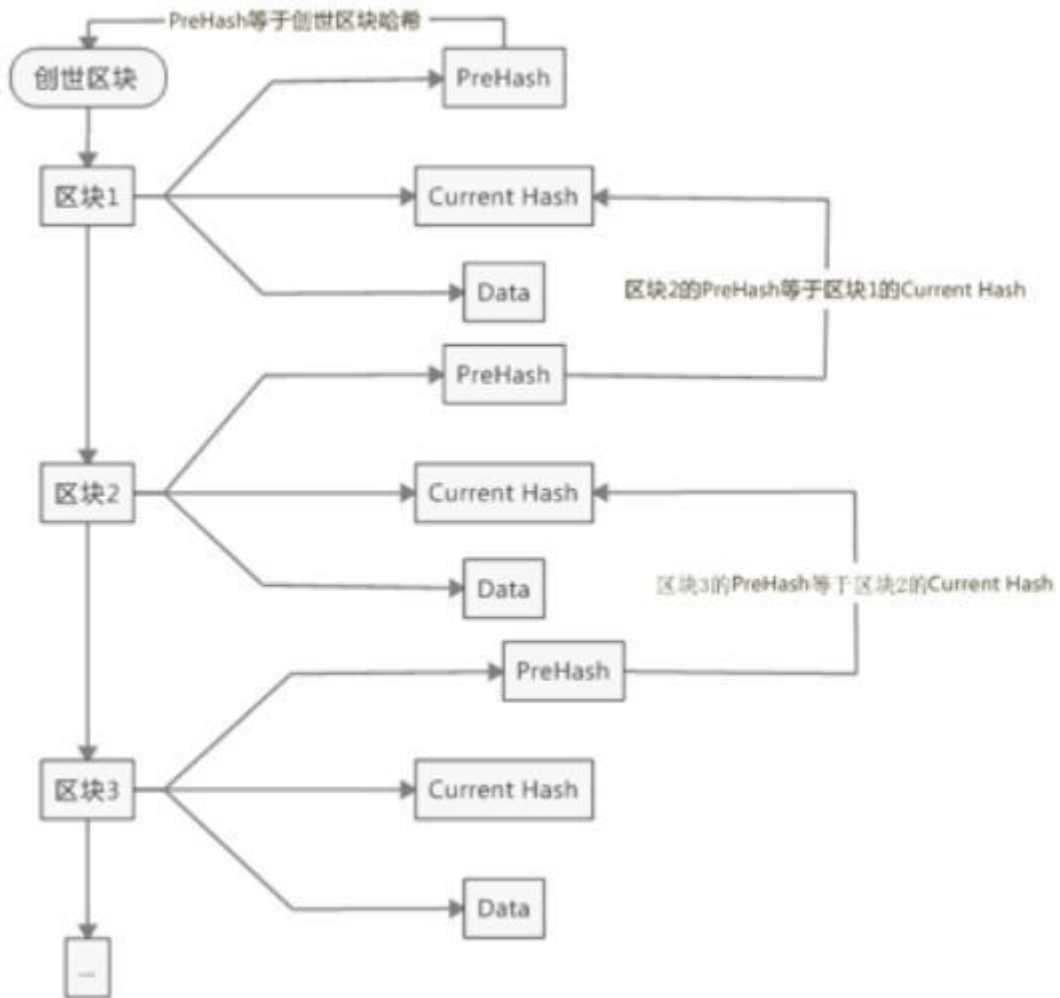 PreHash等于创世区块哈希
创世区块
PreHash
区块1
Current Hash
Data
区块2的PreHash等于区块1的Current Hash
PreHash
区块2
Current Hash
Data
区块3的PreHash等于区块2的Current Hash
PreHash
区块3
Current Hash
Data
...